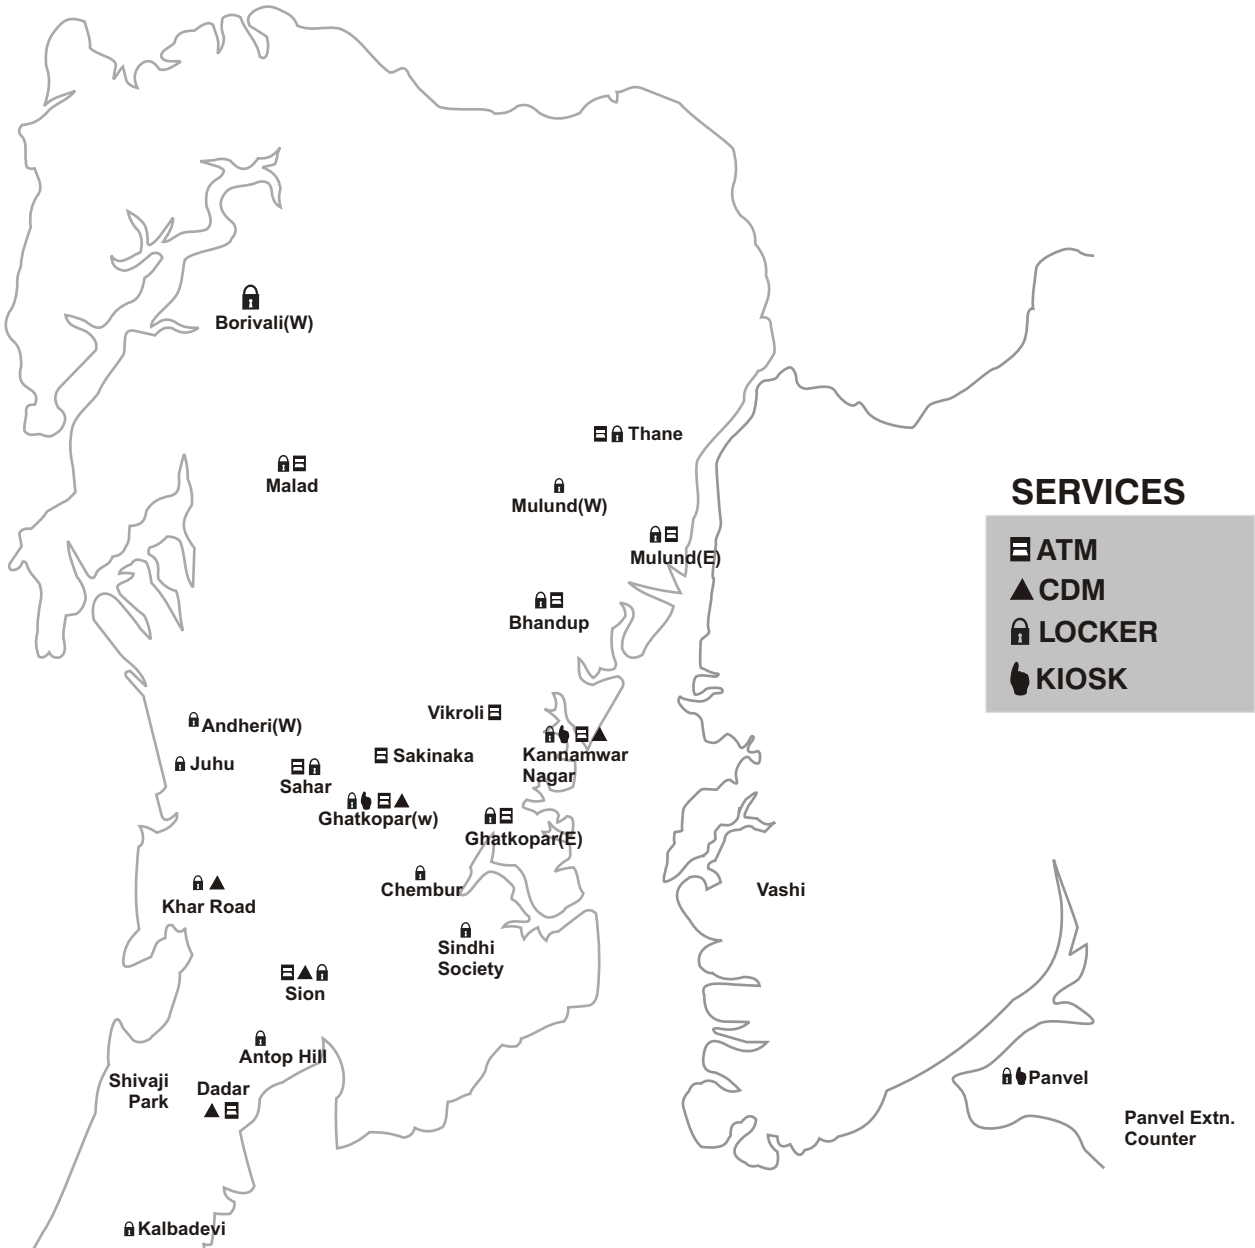 Borivali(W)
Thane
Malad
Mulund(W)
SERVICES
ATM
CDM
LOCKER
KIOSK
Mulund(E)
Bhandup
Vikroli
Andheri(W)
Kannamwar
Nagar
Sakinaka
Juhu
Sahar
Ghatkopar(w)
Ghatkopar(E)
Chembur
Vashi
Khar Road
Sindhi
Society
Sion
Antop Hill
Shivaji
Park
Dadar
Panvel
Panvel Extn.
Counter
Kalbadevi